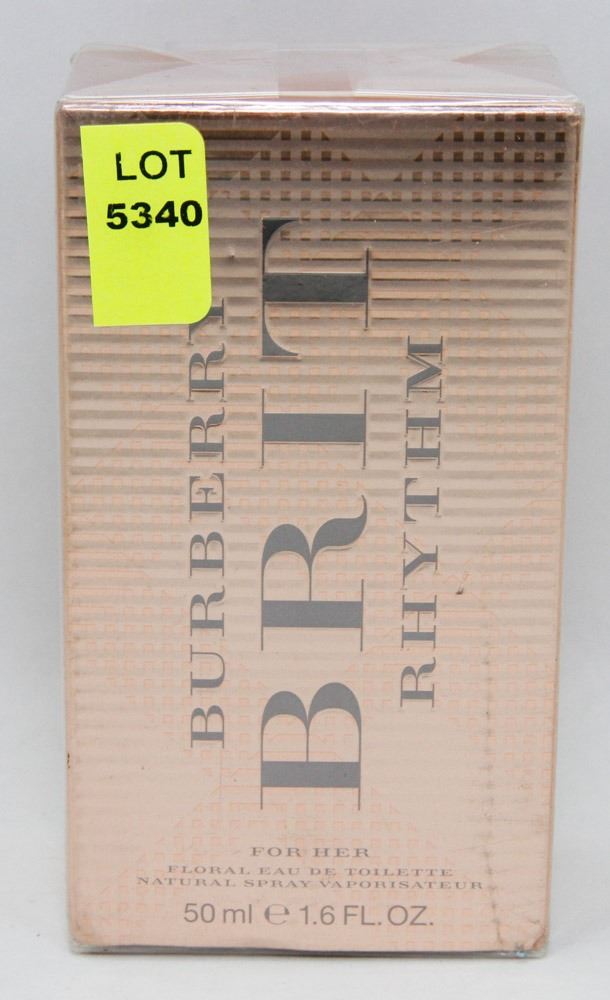 LOT
5340
BURBERRY
BRIT
RHYTHM
FOR HER
FLORAL EAU DE TOILETTE
NATURAL SPRAY VAPORISATEUR
50 ml ℮ 1.6 FL. OZ.